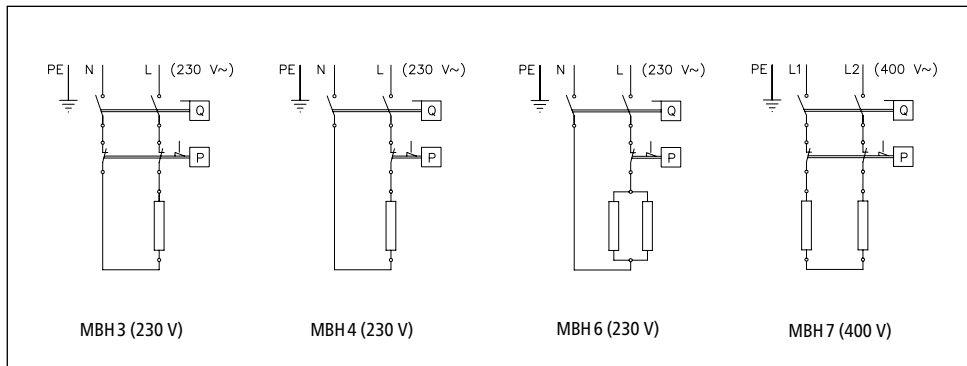 PE N L (230 V~)
Q
P
MBH 3 (230 V)
PE N L (230 V~)
Q
P
MBH 4 (230 V)
PE N L (230 V~)
Q
P
MBH 6 (230 V)
PE L1 L2 (400 V~)
Q
P
MBH 7 (400 V)